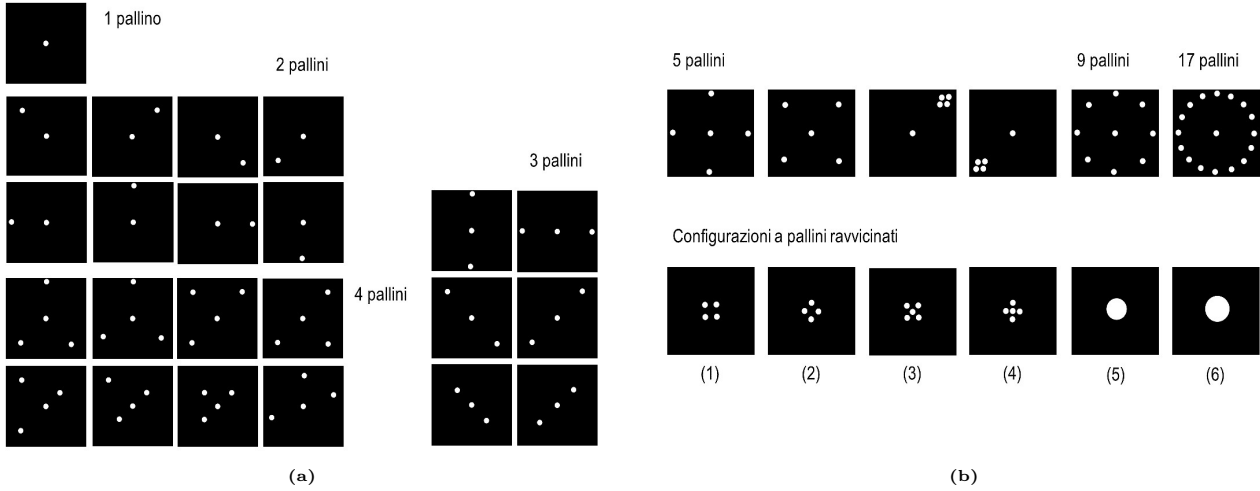 1 pallino
2 pallini
3 pallini
4 pallini
(a)
5 pallini
9 pallini
17 pallini
Configurazioni a pallini ravvicinati
(1)
(2)
(3)
(4)
(5)
(6)
(b)